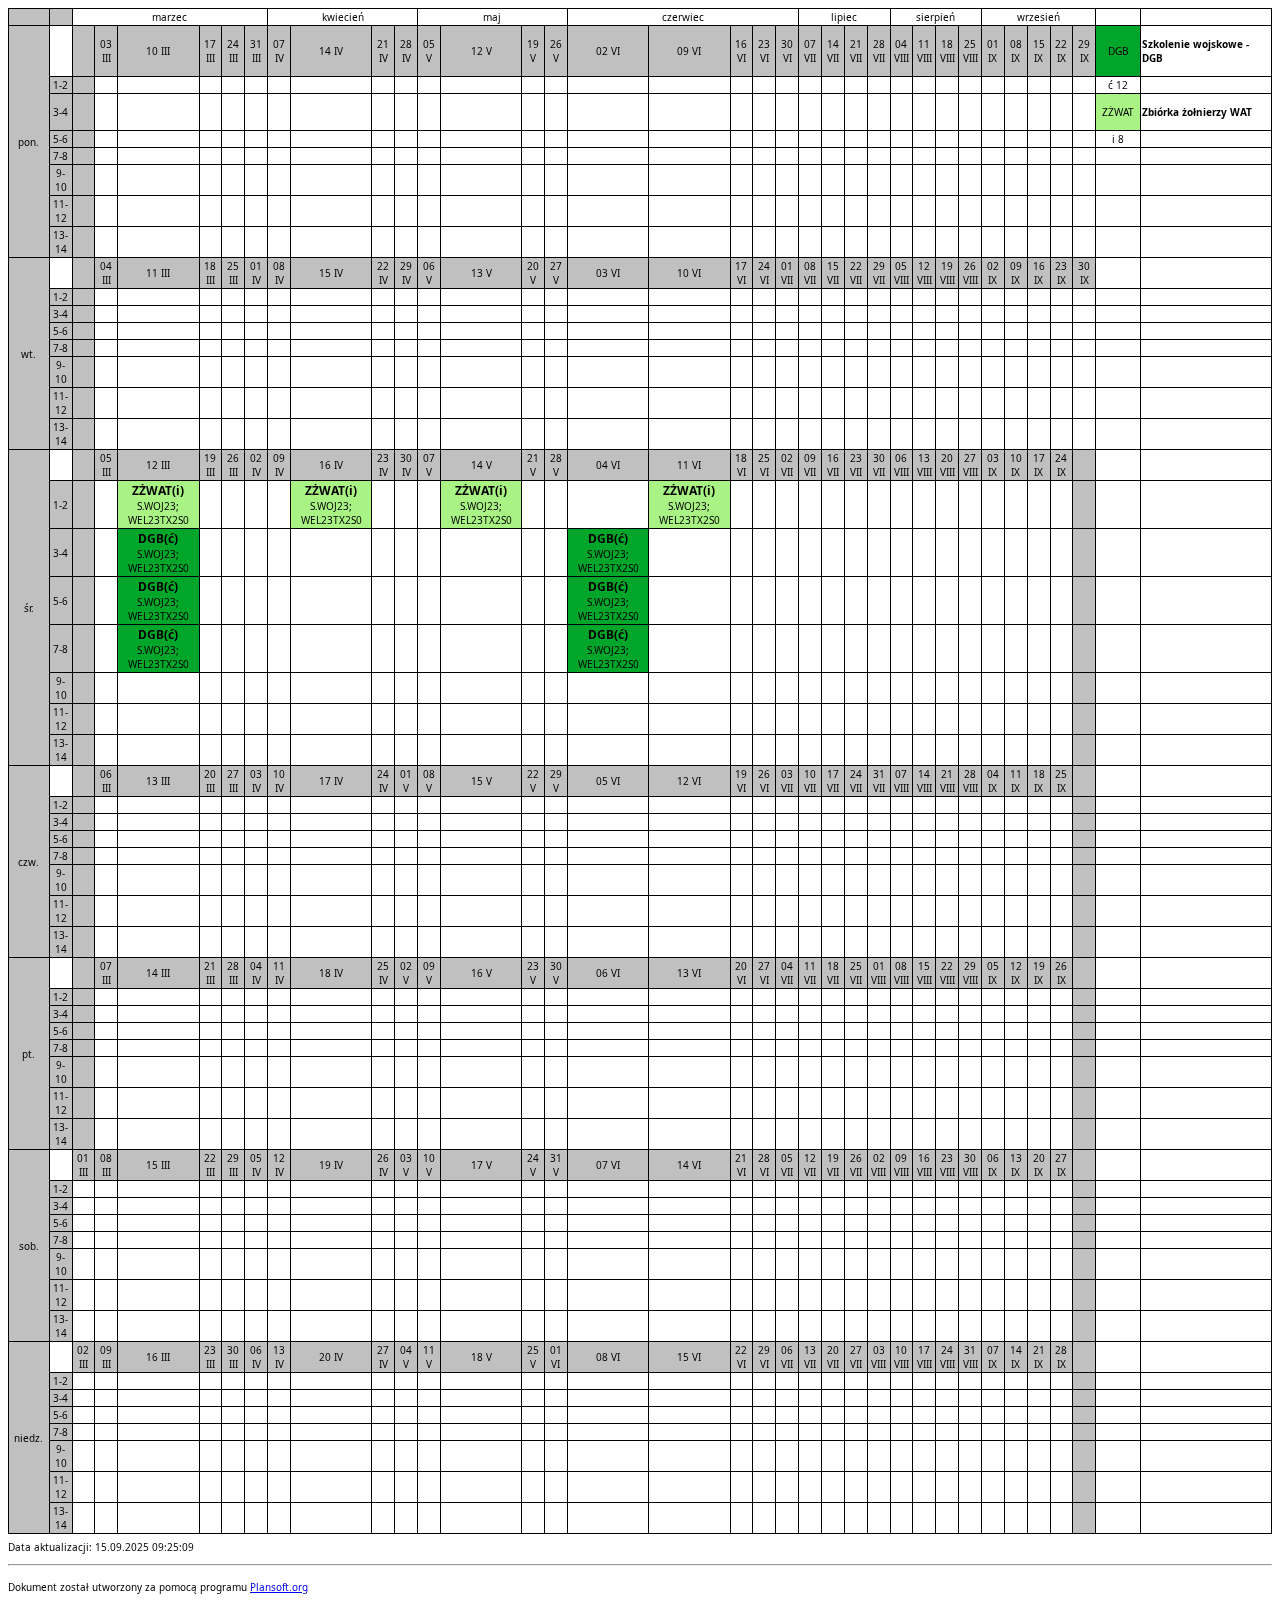 marzec kwiecień maj czerwiec lipiec sierpień wrzesień
pon. 03 III 10 III 17 III 24 III 31 III 07 IV 14 IV 21 IV 28 IV 05 V 12 V 19 V 26 V 02 VI 09 VI 16 VI 23 VI 30 VI 07 VII 14 VII 21 VII 28 VII 04 VIII 11 VIII 18 VIII 25 VIII 01 IX 08 IX 15 IX 22 IX 29 IX DGB Szkolenie wojskowe - DGB
1-2 ć 12
3-4 ZŻWAT Zbiórka żołnierzy WAT
5-6 i 8
7-8
9-10
11-12
13-14
wt. 04 III 11 III 18 III 25 III 01 IV 08 IV 15 IV 22 IV 29 IV 06 V 13 V 20 V 27 V 03 VI 10 VI 17 VI 24 VI 01 VII 08 VII 15 VII 22 VII 29 VII 05 VIII 12 VIII 19 VIII 26 VIII 02 IX 09 IX 16 IX 23 IX 30 IX
1-2
3-4
5-6
7-8
9-10
11-12
13-14
śr. 05 III 12 III 19 III 26 III 02 IV 09 IV 16 IV 23 IV 30 IV 07 V 14 V 21 V 28 V 04 VI 11 VI 18 VI 25 VI 02 VII 09 VII 16 VII 23 VII 30 VII 06 VIII 13 VIII 20 VIII 27 VIII 03 IX 10 IX 17 IX 24 IX
1-2 ZŻWAT(i) S.WOJ23; WEL23TX2S0 ZŻWAT(i) S.WOJ23; WEL23TX2S0 ZŻWAT(i) S.WOJ23; WEL23TX2S0 ZŻWAT(i) S.WOJ23; WEL23TX2S0
3-4 DGB(ć) S.WOJ23; WEL23TX2S0 DGB(ć) S.WOJ23; WEL23TX2S0
5-6 DGB(ć) S.WOJ23; WEL23TX2S0 DGB(ć) S.WOJ23; WEL23TX2S0
7-8 DGB(ć) S.WOJ23; WEL23TX2S0 DGB(ć) S.WOJ23; WEL23TX2S0
9-10
11-12
13-14
czw. 06 III 13 III 20 III 27 III 03 IV 10 IV 17 IV 24 IV 01 V 08 V 15 V 22 V 29 V 05 VI 12 VI 19 VI 26 VI 03 VII 10 VII 17 VII 24 VII 31 VII 07 VIII 14 VIII 21 VIII 28 VIII 04 IX 11 IX 18 IX 25 IX
1-2
3-4
5-6
7-8
9-10
11-12
13-14
pt. 07 III 14 III 21 III 28 III 04 IV 11 IV 18 IV 25 IV 02 V 09 V 16 V 23 V 30 V 06 VI 13 VI 20 VI 27 VI 04 VII 11 VII 18 VII 25 VII 01 VIII 08 VIII 15 VIII 22 VIII 29 VIII 05 IX 12 IX 19 IX 26 IX
1-2
3-4
5-6
7-8
9-10
11-12
13-14
sob. 01 III 08 III 15 III 22 III 29 III 05 IV 12 IV 19 IV 26 IV 03 V 10 V 17 V 24 V 31 V 07 VI 14 VI 21 VI 28 VI 05 VII 12 VII 19 VII 26 VII 02 VIII 09 VIII 16 VIII 23 VIII 30 VIII 06 IX 13 IX 20 IX 27 IX
1-2
3-4
5-6
7-8
9-10
11-12
13-14
niedz. 02 III 09 III 16 III 23 III 30 III 06 IV 13 IV 20 IV 27 IV 04 V 11 V 18 V 25 V 01 VI 08 VI 15 VI 22 VI 29 VI 06 VII 13 VII 20 VII 27 VII 03 VIII 10 VIII 17 VIII 24 VIII 31 VIII 07 IX 14 IX 21 IX 28 IX
1-2
3-4
5-6
7-8
9-10
11-12
13-14
Data aktualizacji: 15.09.2025 09:25:09
Dokument został utworzony za pomocą programu Plansoft.org